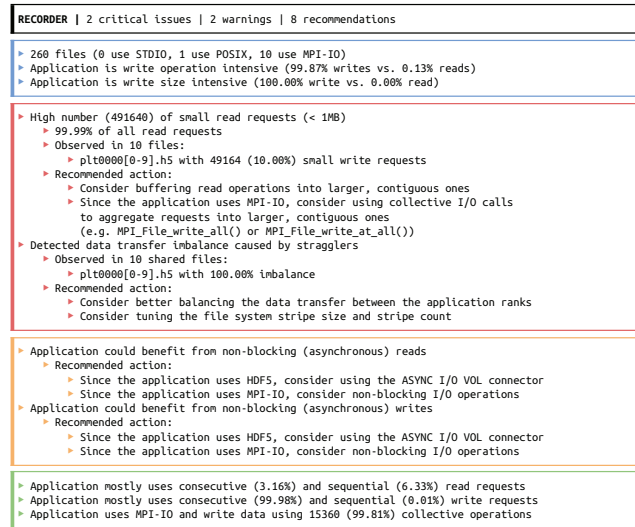 RECORDER | 2 critical issues | 2 warnings | 8 recommendations
▶ 260 files (0 use STDIO, 1 use POSIX, 10 use MPI-IO)
▶ Application is write operation intensive (99.87% writes vs. 0.13% reads)
▶ Application is write size intensive (100.00% write vs. 0.00% read)
▶ High number (491640) of small read requests (< 1MB)
▶ 99.99% of all read requests
▶ Observed in 10 files:
▶ plt0000[0-9].h5 with 49164 (10.00%) small write requests
▶ Recommended action:
▶ Consider buffering read operations into larger, contiguous ones
▶ Since the application uses MPI-IO, consider using collective I/O calls
to aggregate requests into larger, contiguous ones
(e.g. MPI_File_write_all() or MPI_File_write_at_all())
▶ Detected data transfer imbalance caused by stragglers
▶ Observed in 10 shared files:
▶ plt0000[0-9].h5 with 100.00% imbalance
▶ Recommended action:
▶ Consider better balancing the data transfer between the application ranks
▶ Consider tuning the file system stripe size and stripe count
▶ Application could benefit from non-blocking (asynchronous) reads
▶ Recommended action:
▶ Since the application uses HDF5, consider using the ASYNC I/O VOL connector
▶ Since the application uses MPI-IO, consider non-blocking I/O operations
▶ Application could benefit from non-blocking (asynchronous) writes
▶ Recommended action:
▶ Since the application uses HDF5, consider using the ASYNC I/O VOL connector
▶ Since the application uses MPI-IO, consider non-blocking I/O operations
▶ Application mostly uses consecutive (3.16%) and sequential (6.33%) read requests
▶ Application mostly uses consecutive (99.98%) and sequential (0.01%) write requests
▶ Application uses MPI-IO and write data using 15360 (99.81%) collective operations